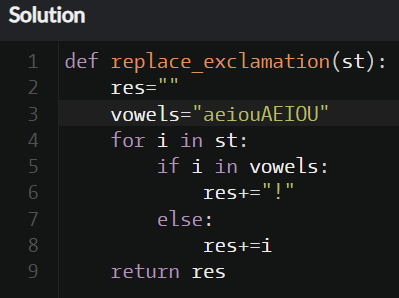 Solution
1 def replace_exclamation(st):
2     res=""
3     vowels="aeiouAEIOU"
4     for i in st:
5         if i in vowels:
6             res+="!"
7         else:
8             res+=i
9     return res